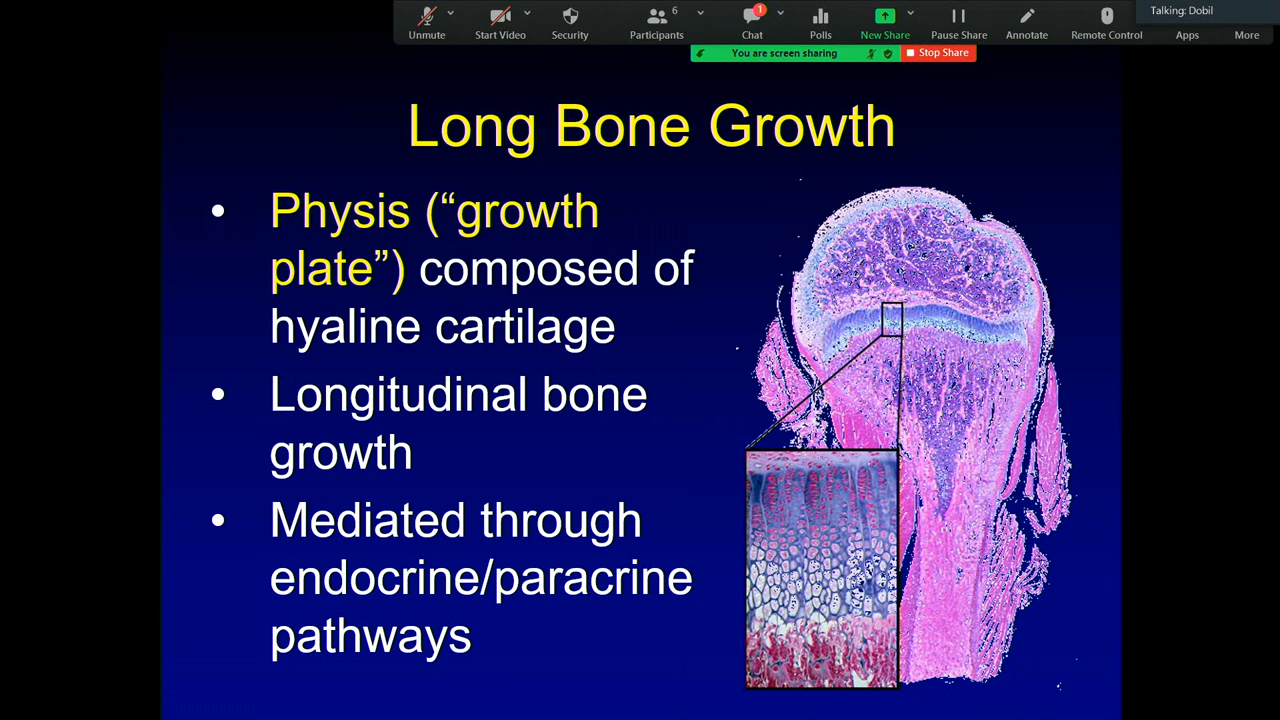 Talking: Dobil
6
1
Unmute
Start Video
Security
Participants
Chat
Polls
New Share
Pause Share
Annotate
Remote Control
Apps
More
You are screen sharing
Stop Share
Long Bone Growth
• Physis (“growth
plate”) composed of
hyaline cartilage
• Longitudinal bone
growth
• Mediated through
endocrine/paracrine
pathways